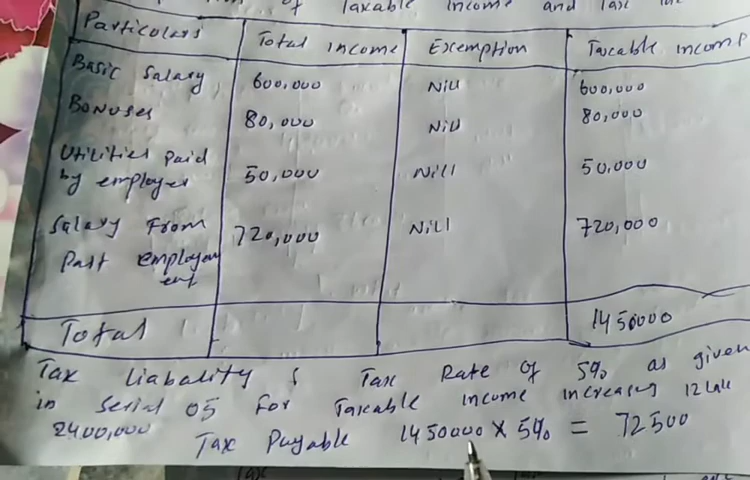 of Taxable Income and Tax
Particulars Total Income Exemption Taxable income
Basic Salary 600,000 Nill 600,000
Bonuses 80,000 Nill 80,000
Utilities Paid by employer 50,000 Nill 50,000
Salary From Past employment 720,000 Nill 720,000
Total 1450000
Tax Liabality Tax Rate of 5% as given
in Serial 05 For Taxable Income increases 12 Lac
2400,000 Tax Payable 1450000 × 5% = 72500